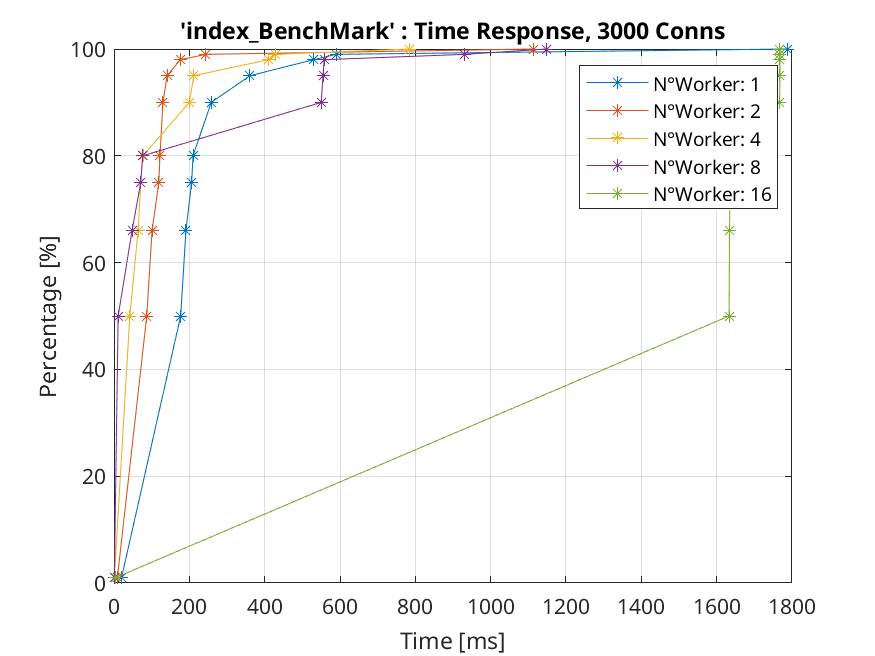 'index_BenchMark' : Time Response, 3000 Conns
100
80
60
40
20
0
Percentage [%]
N°Worker: 1
N°Worker: 2
N°Worker: 4
N°Worker: 8
N°Worker: 16
0 200 400 600 800 1000 1200 1400 1600 1800
Time [ms]